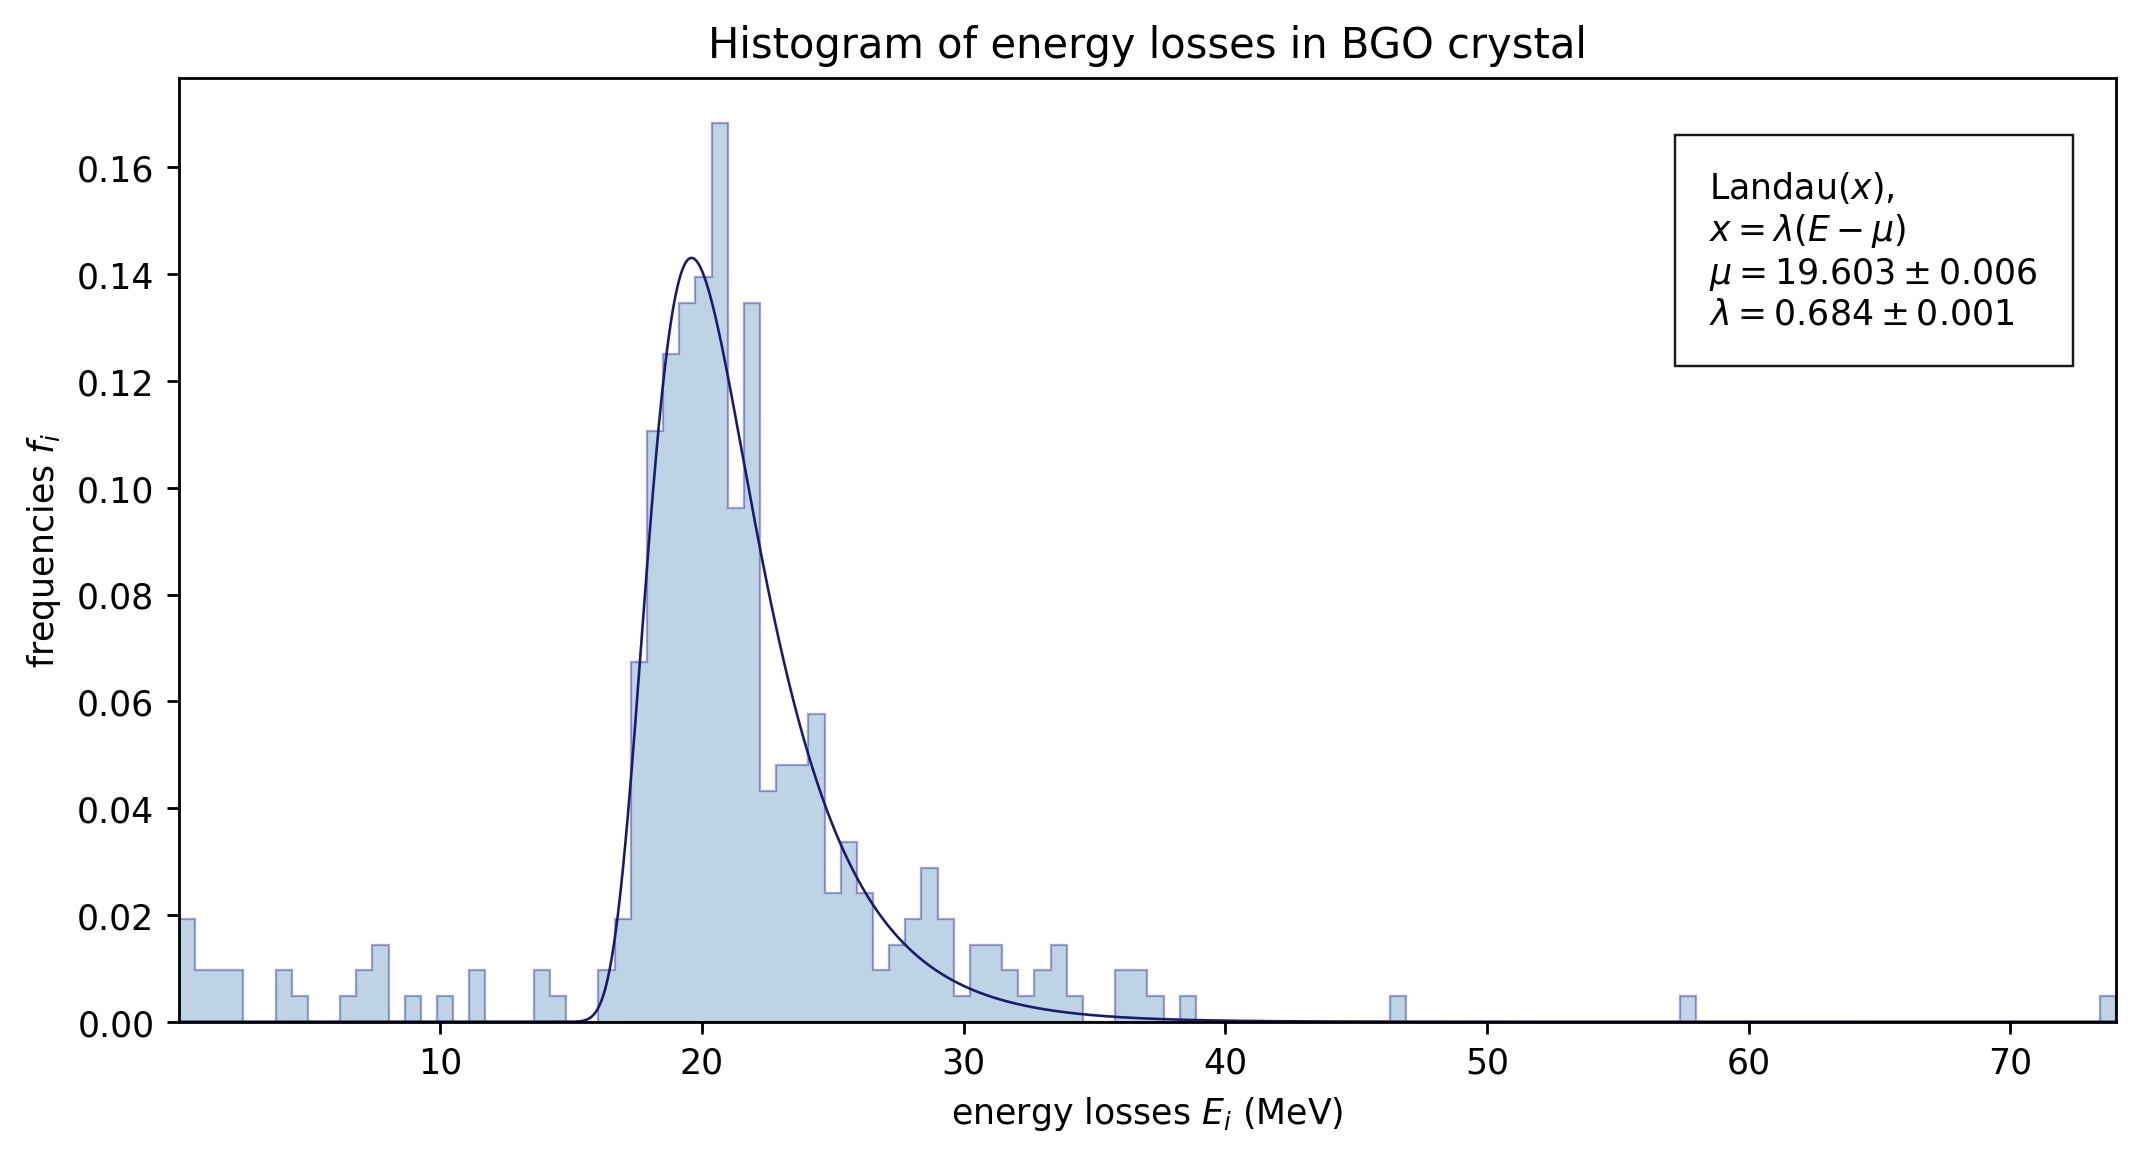 Histogram of energy losses in BGO crystal
Landau(x),
x = λ(E − μ)
μ = 19.603 ± 0.006
λ = 0.684 ± 0.001
frequencies fᵢ
0.16
0.14
0.12
0.10
0.08
0.06
0.04
0.02
0.00
10 20 30 40 50 60 70
energy losses Eᵢ (MeV)